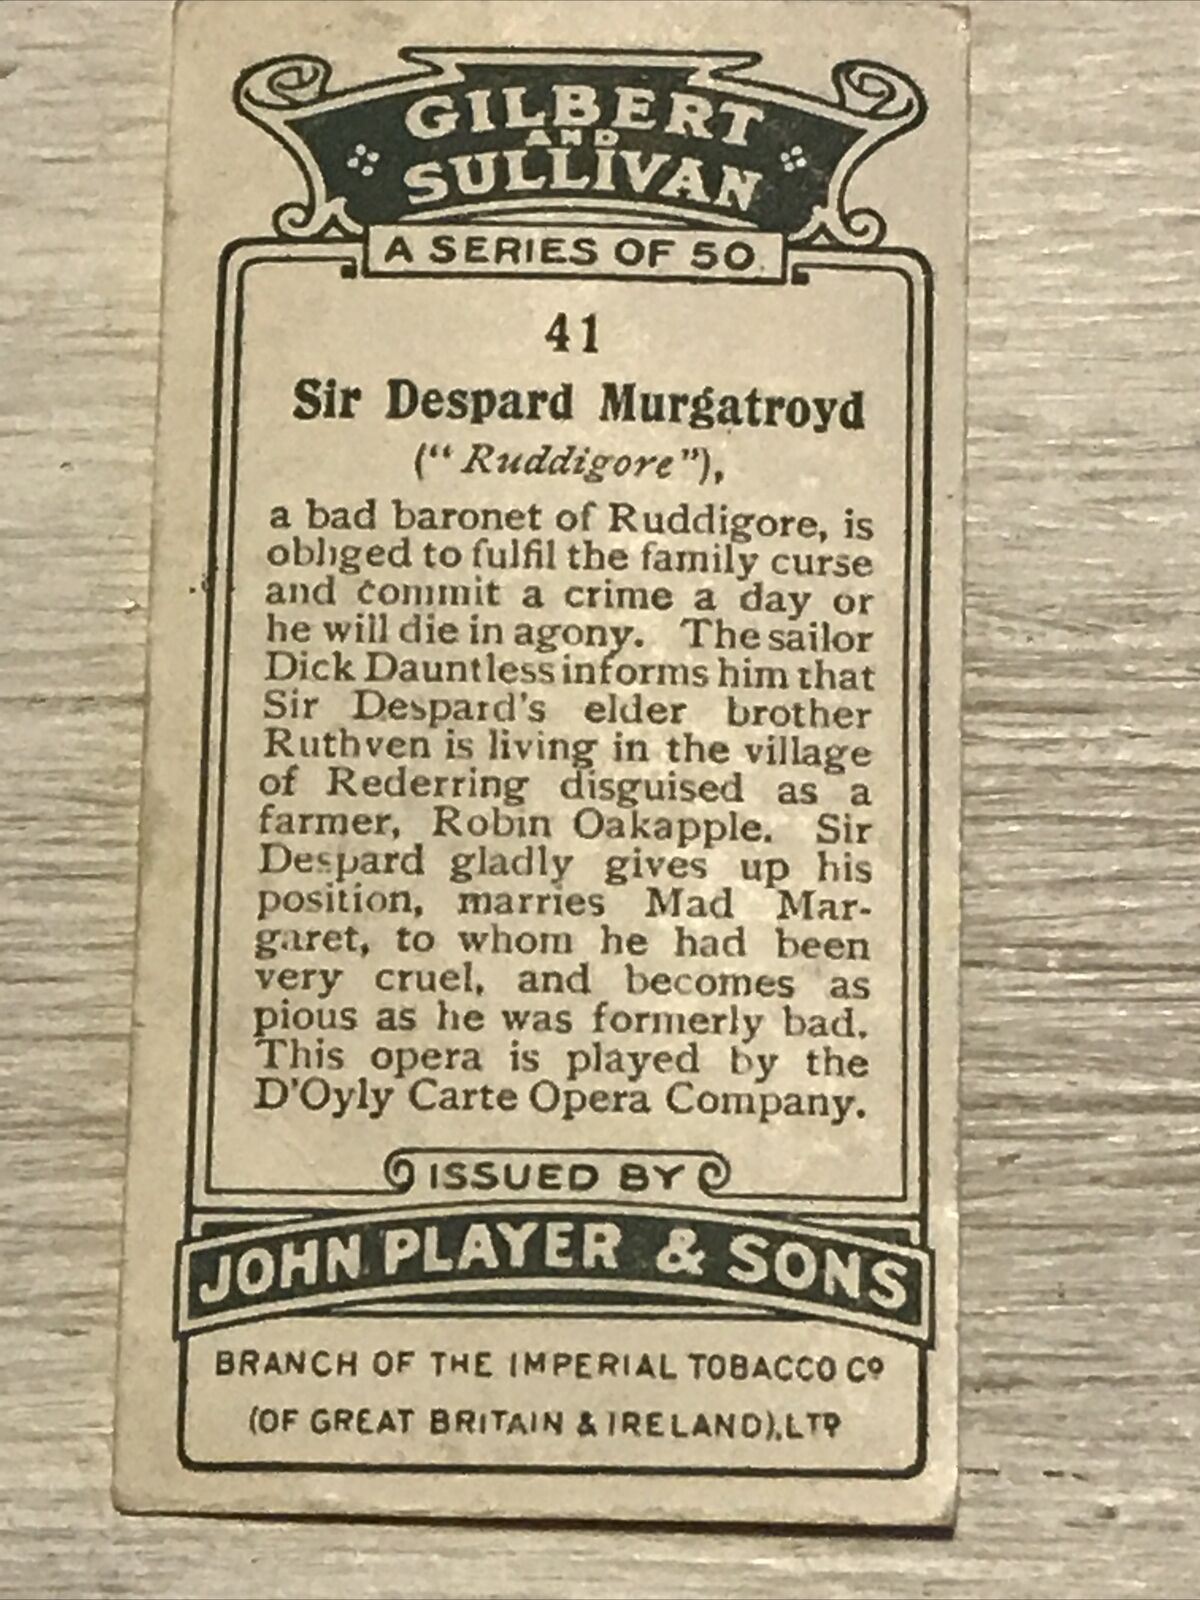 GILBERT
AND
SULLIVAN
A SERIES OF 50.
41
Sir Despard Murgatroyd
("Ruddigore"),
a bad baronet of Ruddigore, is
obliged to fulfil the family curse
and commit a crime a day or
he will die in agony. The sailor
Dick Dauntless informs him that
Sir Despard's elder brother
Ruthven is living in the village
of Rederring disguised as a
farmer, Robin Oakapple. Sir
Despard gladly gives up his
position, marries Mad Mar-
garet, to whom he had been
very cruel, and becomes as
pious as he was formerly bad.
This opera is played by the
D'Oyly Carte Opera Company.
ISSUED BY
JOHN PLAYER & SONS
BRANCH OF THE IMPERIAL TOBACCO Cº
(OF GREAT BRITAIN & IRELAND), LTD